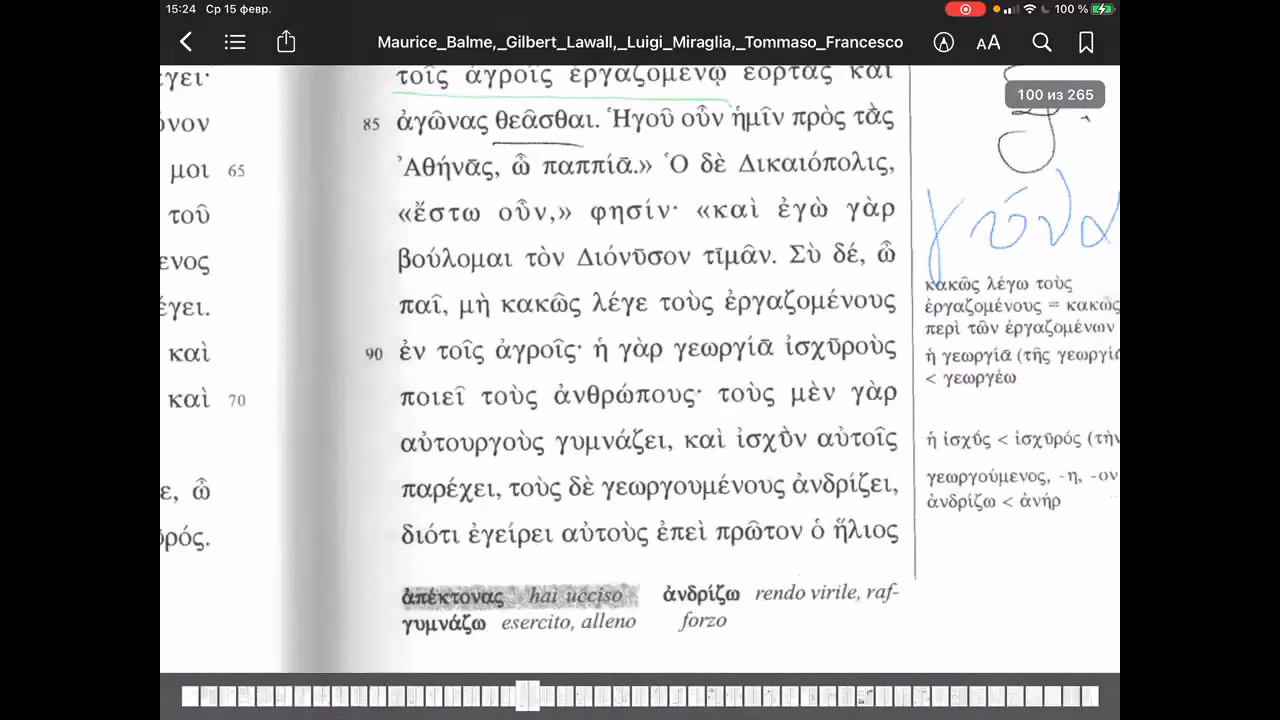 15:24 Ср 15 февр.
100 %
Maurice_Balme,_Gilbert_Lawall,_Luigi_Miraglia,_Tommaso_Francesco
AA
100 из 265
γει·
νον
μοι 65
τοῦ
ενος
γει.
καὶ
καὶ 70
ε, ὦ
ρός.
τοῖς ἀγροῖς ἐργαζομένῳ ἑορτὰς καὶ
85 ἀγῶνας θεᾶσθαι. Ἡγοῦ οὖν ἡμῖν πρὸς τὰ̄ς
Ἀθήνᾱς, ὦ παππίᾱ.» Ὁ δὲ Δικαιόπολις,
«ἔστω οὖν,» φησίν· «καὶ ἐγὼ γὰρ
βούλομαι τὸν Διόνῡσον τῑμᾶν. Σὺ δέ, ὦ
παῖ, μὴ κακῶς λέγε τοὺς ἐργαζομένους
90 ἐν τοῖς ἀγροῖς· ἡ γὰρ γεωργίᾱ ἰσχῡροὺς
ποιεῖ τοὺς ἀνθρώπους· τοὺς μὲν γὰρ
αὐτουργοὺς γυμνάζει, καὶ ἰσχῡ̀ν αὐτοῖς
παρέχει, τοὺς δὲ γεωργουμένους ἀνδρίζει,
διότι ἐγείρει αὐτοὺς ἐπεὶ πρῶτον ὁ ἥλιος
γόνα
κακῶς λέγω τοὺς
ἐργαζομένους = κακῶς
περὶ τῶν ἐργαζομένων
ἡ γεωργίᾱ (τῆς γεωργί
< γεωργέω
ἡ ἰσχῡ́ς < ἰσχῡρός (τὴν
γεωργούμενος, -η, -ον
ἀνδρίζω < ἀνήρ
ἀπέκτονας hai ucciso
γυμνάζω esercito, alleno
ἀνδρίζω rendo virile, raf-
forzo